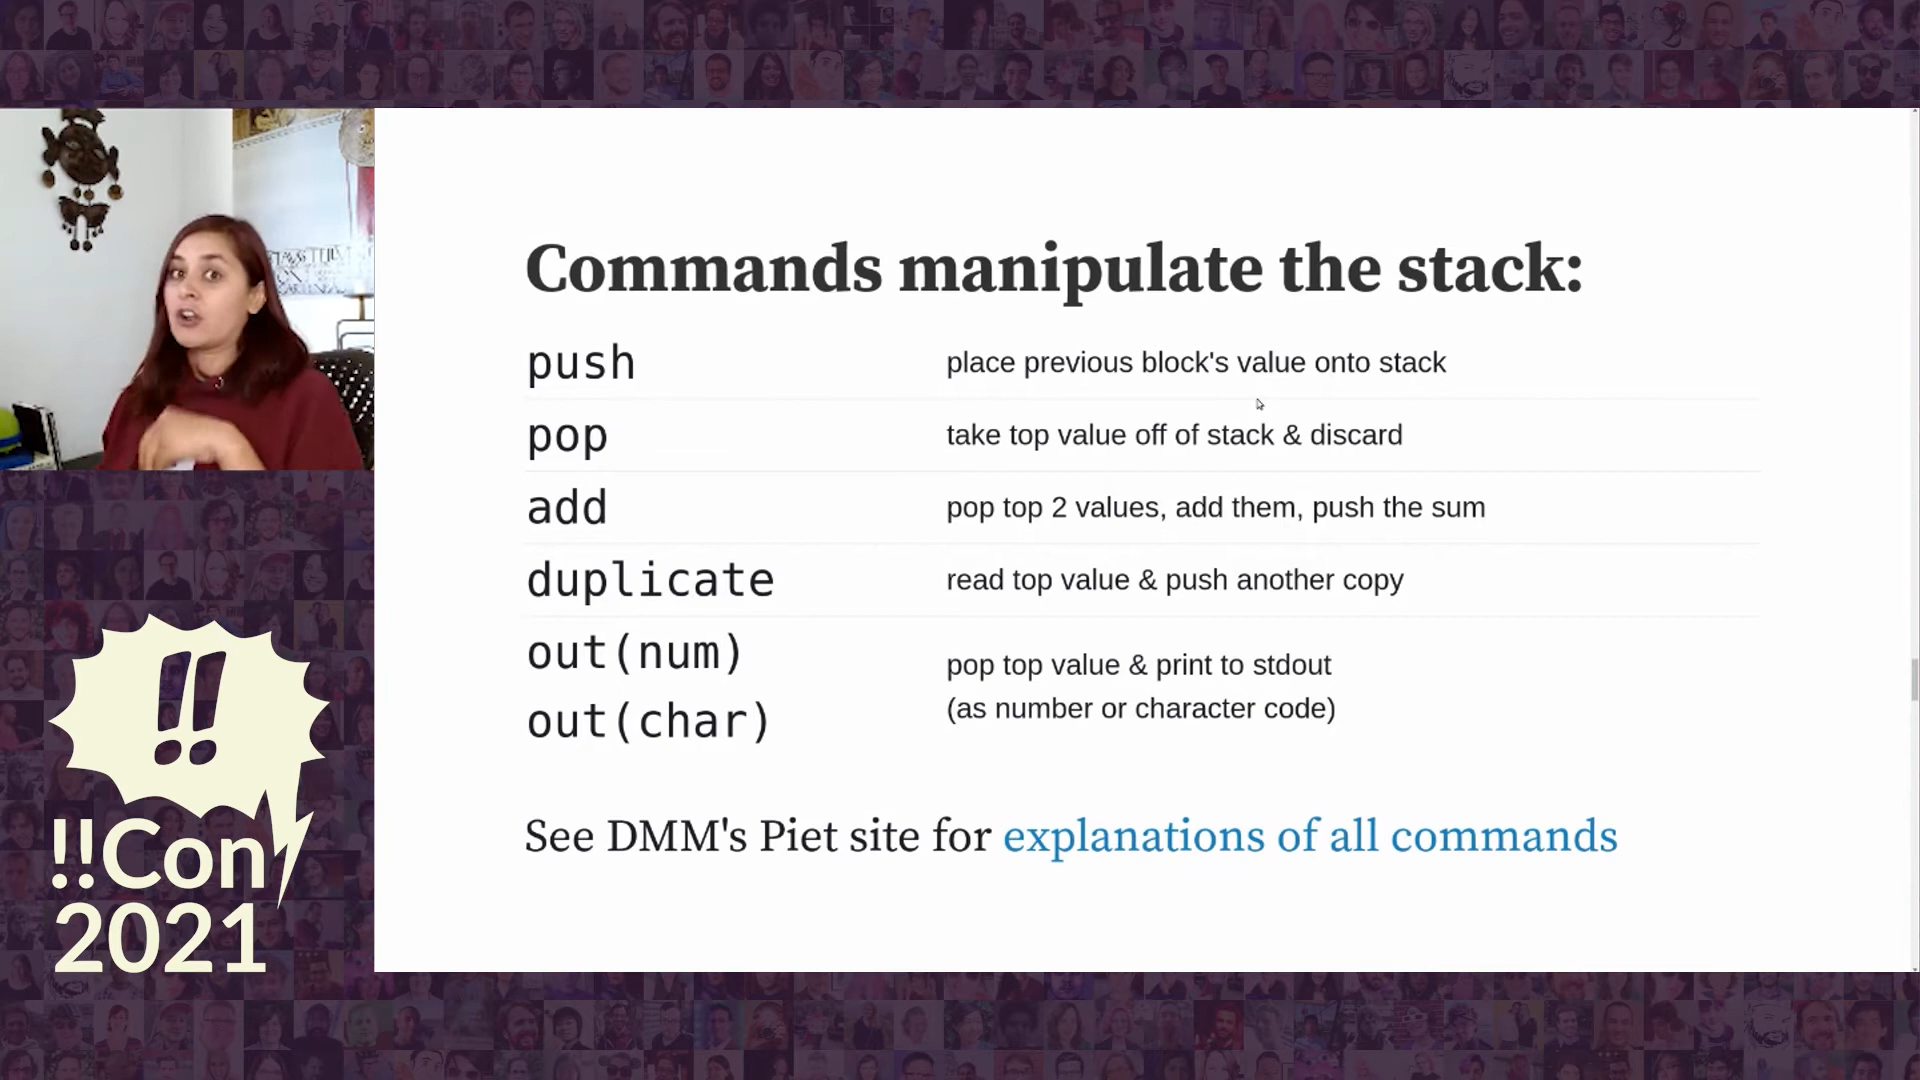 Commands manipulate the stack:
push
place previous block's value onto stack
pop
take top value off of stack & discard
add
pop top 2 values, add them, push the sum
duplicate
read top value & push another copy
out(num)
out(char)
pop top value & print to stdout
(as number or character code)
See DMM's Piet site for explanations of all commands
!!
!!Con
2021